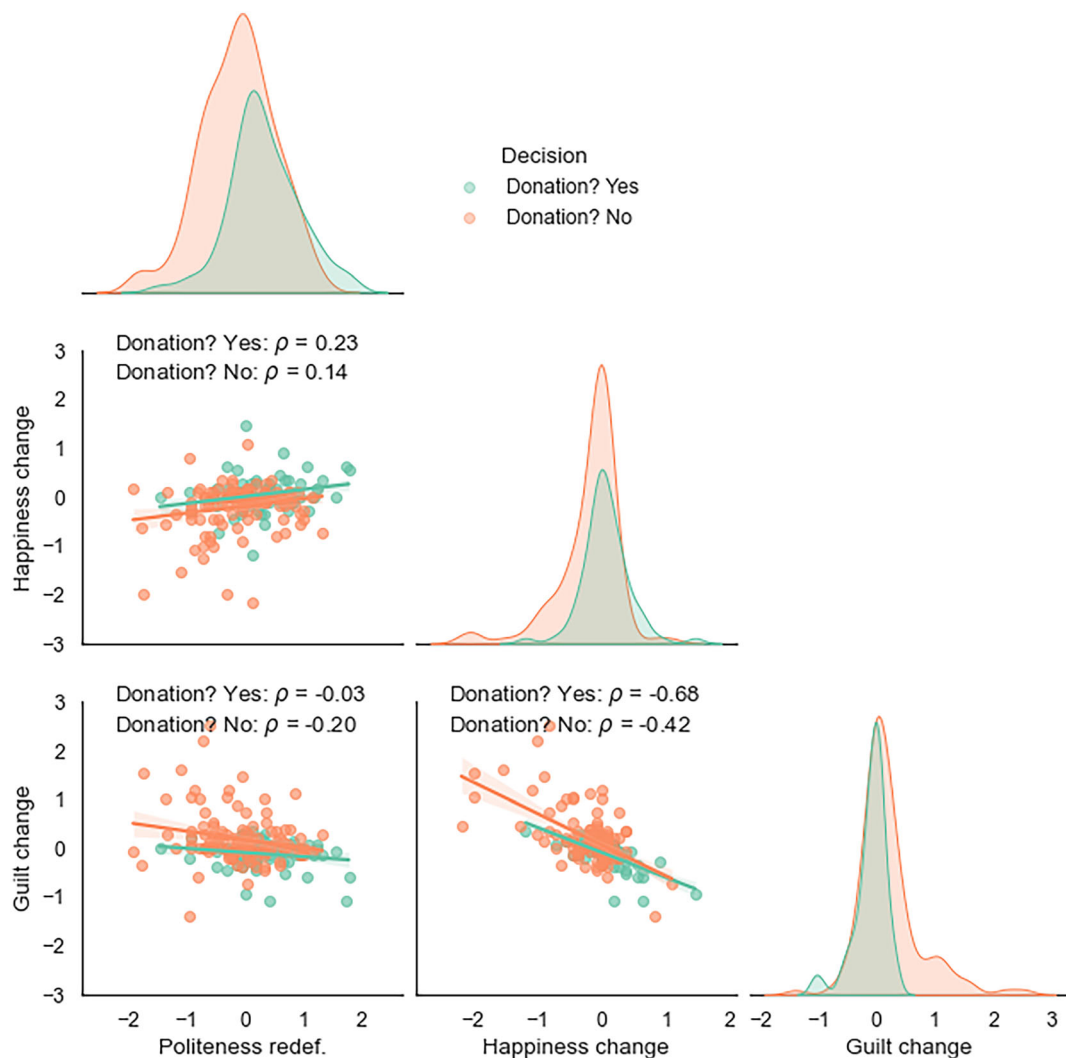 Decision
Donation? Yes
Donation? No
Donation? Yes: ρ = 0.23
Donation? No: ρ = 0.14
3
2
1
0
−1
−2
−3
Happiness change
Donation? Yes: ρ = -0.03
Donation? No: ρ = -0.20
Donation? Yes: ρ = -0.68
Donation? No: ρ = -0.42
3
2
1
0
−1
−2
−3
Guilt change
−2 −1 0 1 2
Politeness redef.
−2 −1 0 1 2
Happiness change
−2 −1 0 1 2 3
Guilt change